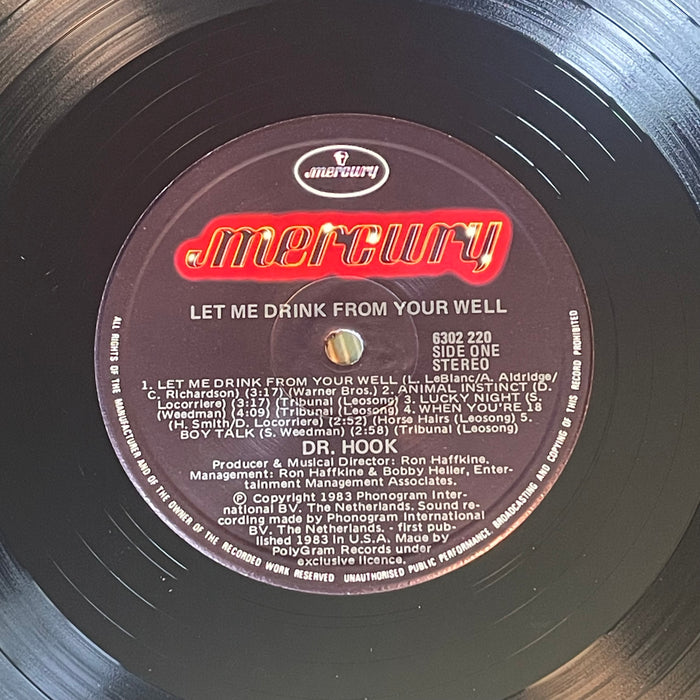 mercury
mercury
LET ME DRINK FROM YOUR WELL
6302 220
SIDE ONE
STEREO
1. LET ME DRINK FROM YOUR WELL (L. LeBlanc/A. Aldridge/
C. Richardson) (3:17) (Warner Bros.) 2. ANIMAL INSTINCT (D.
Locorriere) (3:17) (Tribunal (Leosong) 3. LUCKY NIGHT (S.
Weedman) (4:09) (Tribunal (Leosong) 4. WHEN YOU'RE 18
(H. Smith/D. Locorriere) (2:52) (Horse Hairs (Leosong) 5.
BOY TALK (S. Weedman) (2:58) (Tribunal (Leosong)
DR. HOOK
Producer & Musical Director: Ron Haffkine.
Management: Ron Haffkine & Bobby Heller, Enter-
tainment Management Associates.
Ⓟ Copyright 1983 Phonogram Inter-
national BV. The Netherlands. Sound re-
cording made by Phonogram International
BV. The Netherlands. - first pub-
lished 1983 in U.S.A. Made by
PolyGram Records under
exclusive licence.
ALL RIGHTS OF THE MANUFACTURER AND OF THE OWNER OF THE RECORDED WORK RESERVED UNAUTHORISED PUBLIC PERFORMANCE BROADCASTING AND COPYING OF THIS RECORD PROHIBITED